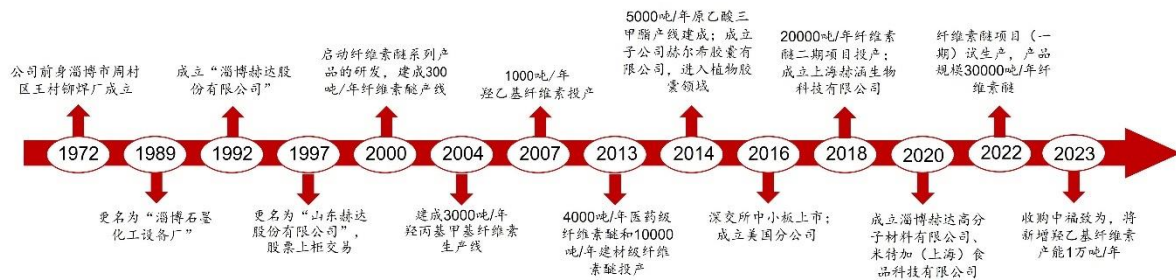 公司前身淄博市周村
区王村铆焊厂成立
成立“淄博赫达股
份有限公司”
启动纤维素醚系列产
品的研发，建成300
吨/年纤维素醚产线
1000吨/年
羟乙基纤维素投产
5000吨/年原乙酸三
甲酯产线建成；成立
子公司赫尔希胶囊有
限公司，进入植物胶
囊领域
20000吨/年纤维素
醚二期项目投产；
成立上海赫涵生物
科技有限公司
纤维素醚项目（一
期）试生产，产品
规模30000吨/年纤
维素醚
1972
1989
1992
1997
2000
2004
2007
2013
2014
2016
2018
2020
2022
2023
更名为“淄博石墨
化工设备厂”
更名为“山东赫达
股份有限公司”，
股票上柜交易
建成3000吨/年
羟丙基甲基纤维素
生产线
4000吨/年医药级
纤维素醚和10000
吨/年建材级纤维
素醚投产
深交所中小板上市；
成立美国分公司
成立淄博赫达高分
子材料有限公司、
米特加（上海）食
品科技有限公司
收购中福致为，将
新增羟乙基纤维素
产能1万吨/年